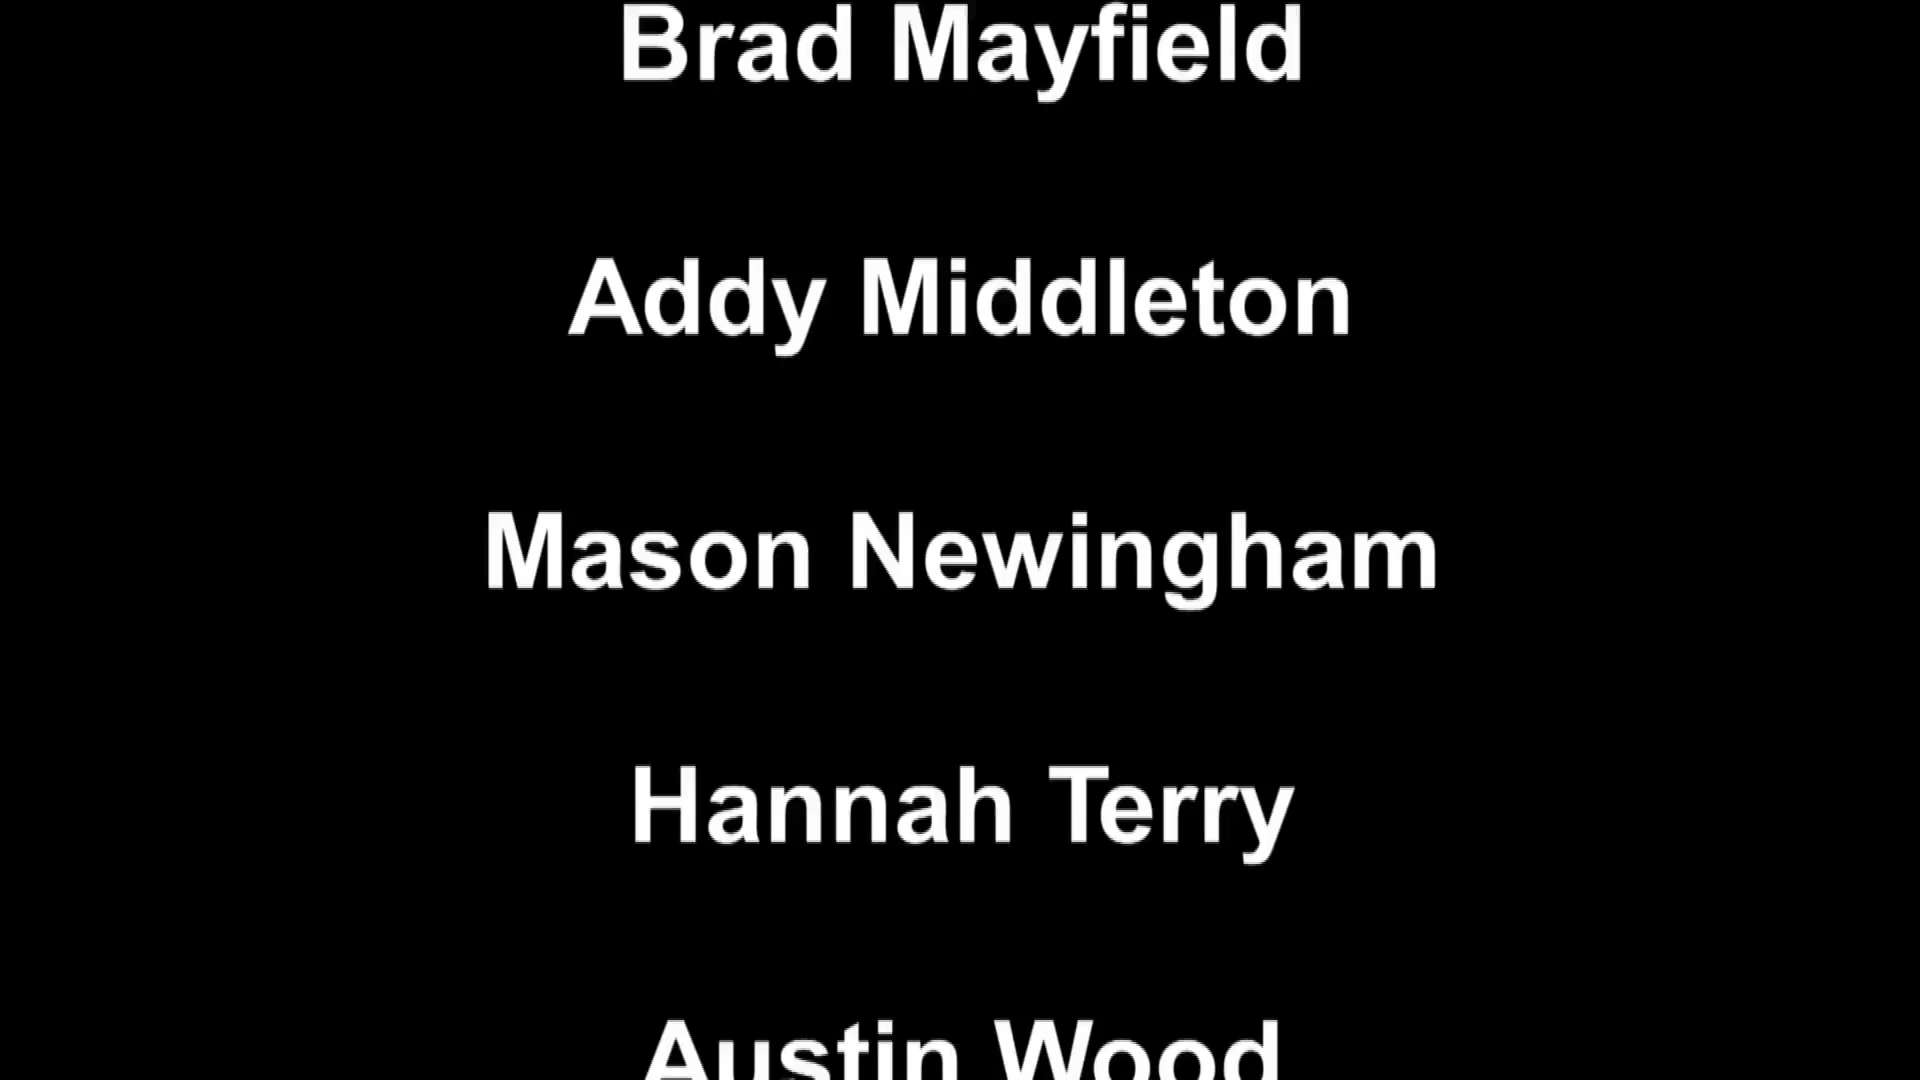 Brad Mayfield
Addy Middleton
Mason Newingham
Hannah Terry
Austin Wood